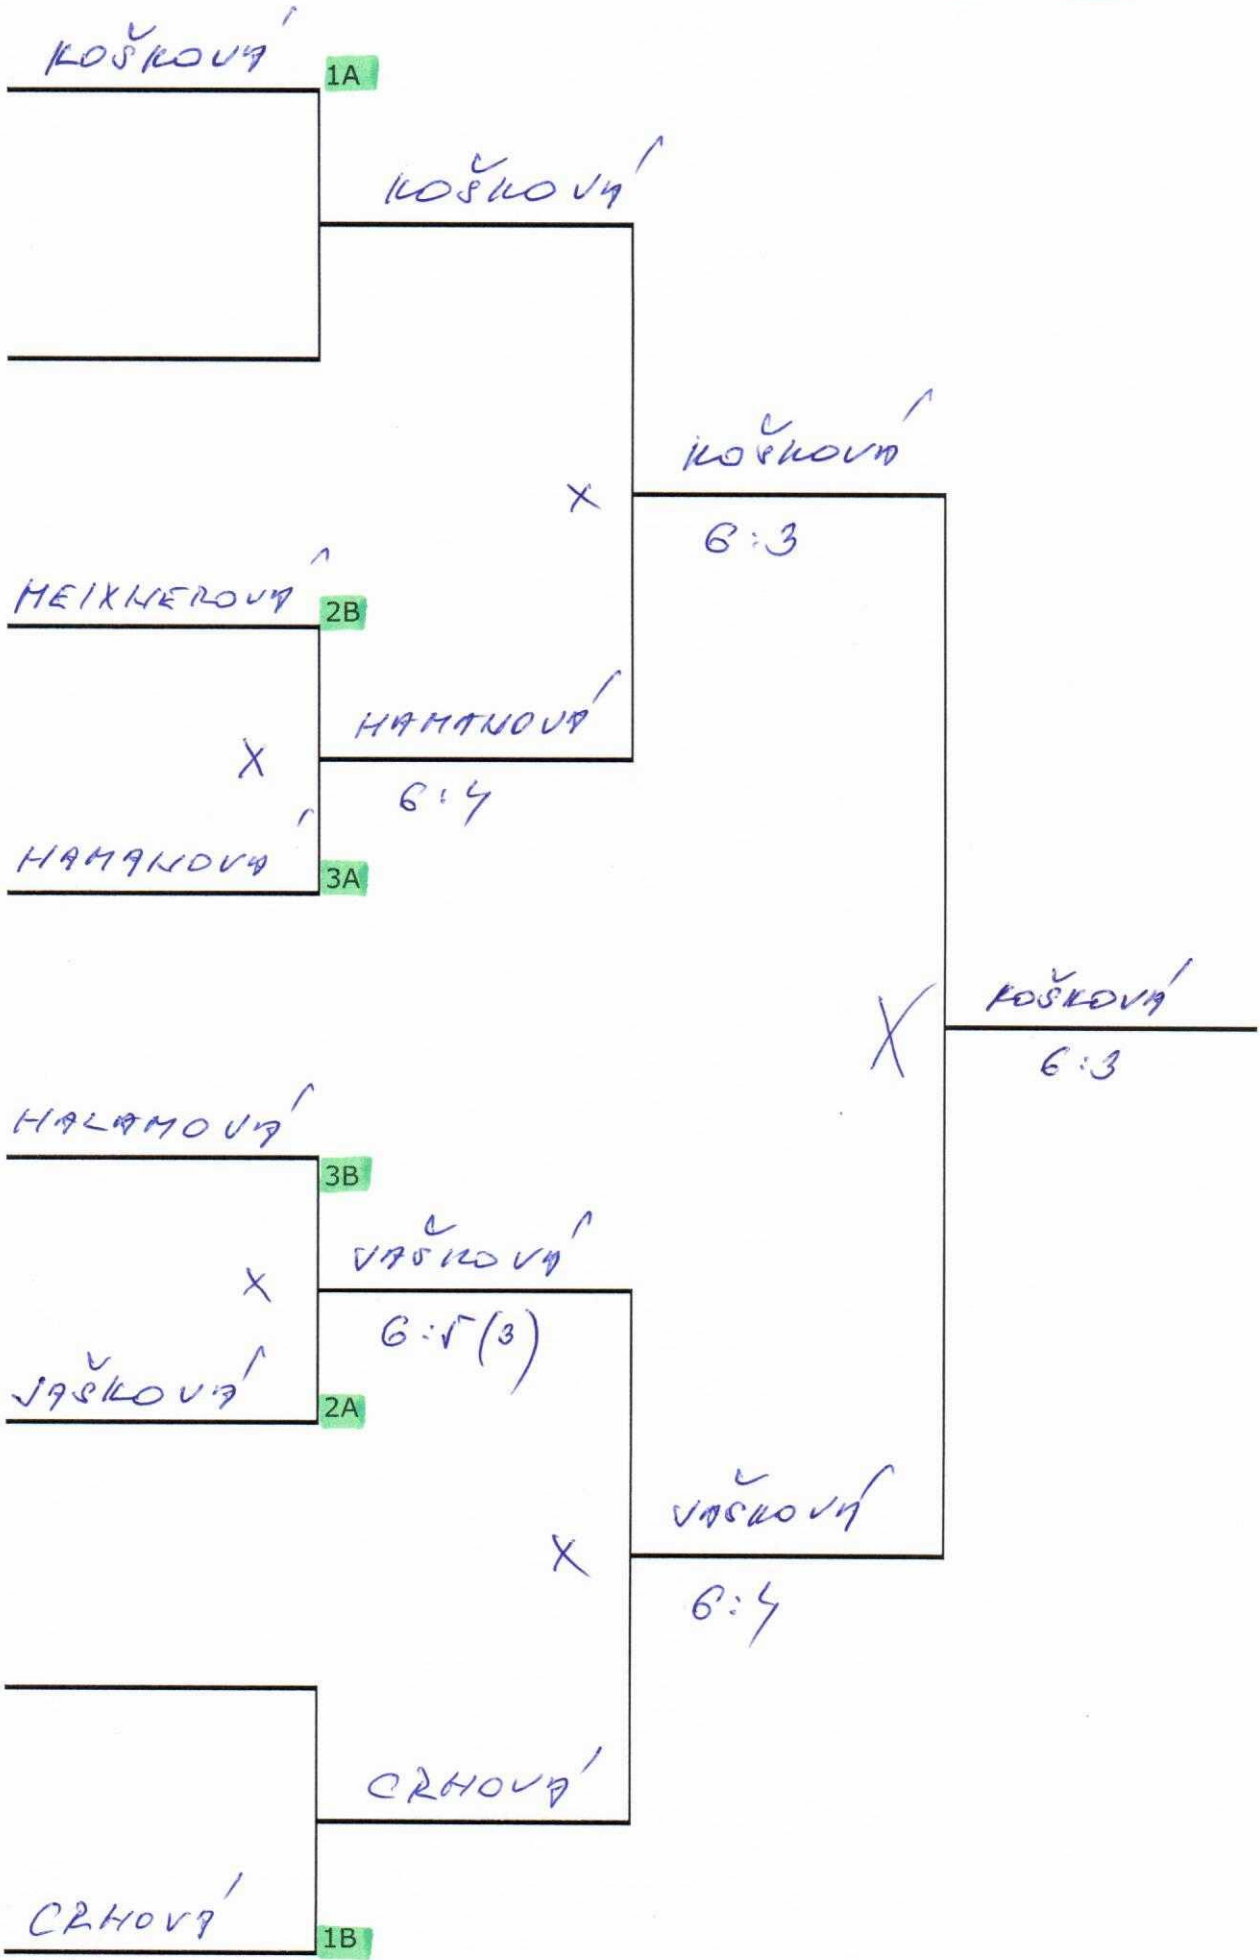 KOŠKOVÁ
1A
KOŠKOVÁ
KOŠKOVÁ
X
6:3
MEIXNEROVÁ
2B
HAMANOVÁ
X
6:4
HAMANOVÁ
3A
KOŠKOVÁ
X
6:3
HALAMOVÁ
3B
VAŠKOVÁ
X
6:5(3)
VAŠKOVÁ
2A
VAŠKOVÁ
X
6:4
CRHOVÁ
CRHOVÁ
1B